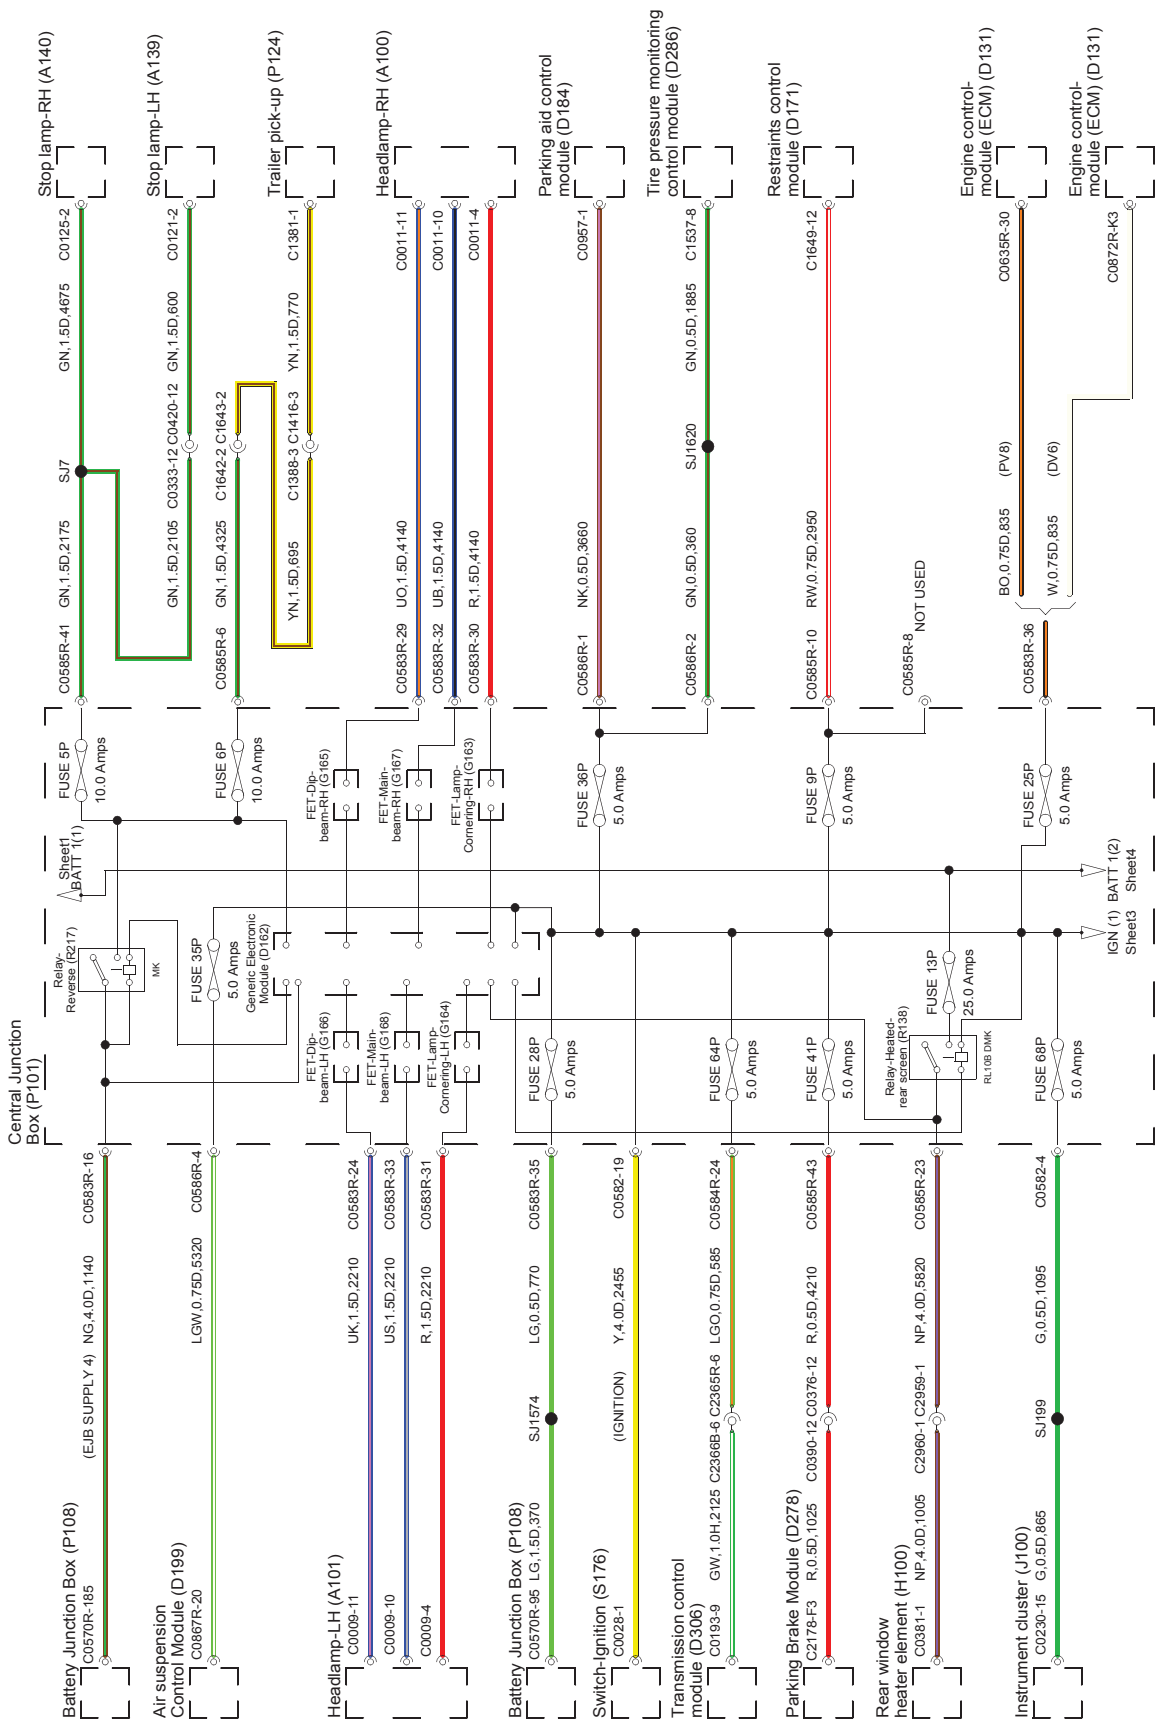 Stop lamp-RH (A140)
C0125-2
GN,1.5D,4675
SJ7
GN,1.5D,2175
C0585R-41
Stop lamp-LH (A139)
C0121-2
GN,1.5D,600
C0333-12 C0420-12
GN,1.5D,2105
Trailer pick-up (P124)
C1381-1
YN,1.5D,770
C1388-3 C1416-3
YN,1.5D,695
C1642-2 C1643-2
GN,1.5D,4325
C0585R-6
Headlamp-RH (A100)
C0011-11
C0011-10
C0011-4
UO,1.5D,4140
UB,1.5D,4140
R,1.5D,4140
C0583R-29
C0583R-32
C0583R-30
Parking aid control
module (D184)
C0957-1
NK,0.5D,3660
C0586R-1
Tire pressure monitoring
control module (D286)
C1537-8
GN,0.5D,1885
SJ1620
GN,0.5D,360
C0586R-2
Restraints control
module (D171)
C1649-12
RW,0.75D,2950
C0585R-10
C0585R-8
NOT USED
Engine control-
module (ECM) (D131)
C0635R-30
(PV8)
BO,0.75D,835
Engine control-
module (ECM) (D131)
C0872R-K3
(DV6)
W,0.75D,835
C0583R-36
Central Junction
Box (P101)
FUSE 5P
10.0 Amps
FUSE 6P
10.0 Amps
FET-Dip-
beam-RH (G165)
FET-Main-
beam-RH (G167)
FET-Lamp-
Cornering-RH (G163)
FUSE 36P
5.0 Amps
FUSE 9P
5.0 Amps
FUSE 25P
5.0 Amps
Sheet1
BATT 1(1)
BATT 1(2)
Sheet4
IGN (1)
Sheet3
Relay-
Reverse (R217)
MK
FUSE 35P
5.0 Amps
Generic Electronic
Module (D162)
FUSE 13P
25.0 Amps
FET-Dip-
beam-LH (G166)
FET-Main-
beam-LH (G168)
FET-Lamp-
Cornering-LH (G164)
FUSE 28P
5.0 Amps
FUSE 64P
5.0 Amps
FUSE 41P
5.0 Amps
Relay-Heated-
rear screen (R138)
RL10B DMK
FUSE 68P
5.0 Amps
Battery Junction Box (P108)
C0570R-185
(EJB SUPPLY 4)
NG,4.0D,1140
C0583R-16
Air suspension
Control Module (D199)
C0867R-20
LGW,0.75D,5320
C0586R-4
Headlamp-LH (A101)
C0009-11
C0009-10
C0009-4
UK,1.5D,2210
US,1.5D,2210
R,1.5D,2210
C0583R-24
C0583R-33
C0583R-31
Battery Junction Box (P108)
C0570R-95
LG,1.5D,370
SJ1574
LG,0.5D,770
C0583R-35
Switch-Ignition (S176)
C0028-1
(IGNITION)
Y,4.0D,2455
C0582-19
Transmission control
module (D306)
C0193-9
GW,1.0H,2125
C2366B-6 C2365R-6
LGO,0.75D,585
C0584R-24
Parking Brake Module (D278)
C2178-F3
R,0.5D,1025
C0390-12 C0376-12
R,0.5D,4210
C0585R-43
Rear window
heater element (H100)
C0381-1
NP,4.0D,1005
C2960-1 C2959-1
NP,4.0D,5820
C0585R-23
Instrument cluster (J100)
C0230-15
G,0.5D,865
SJ199
G,0.5D,1095
C0582-4